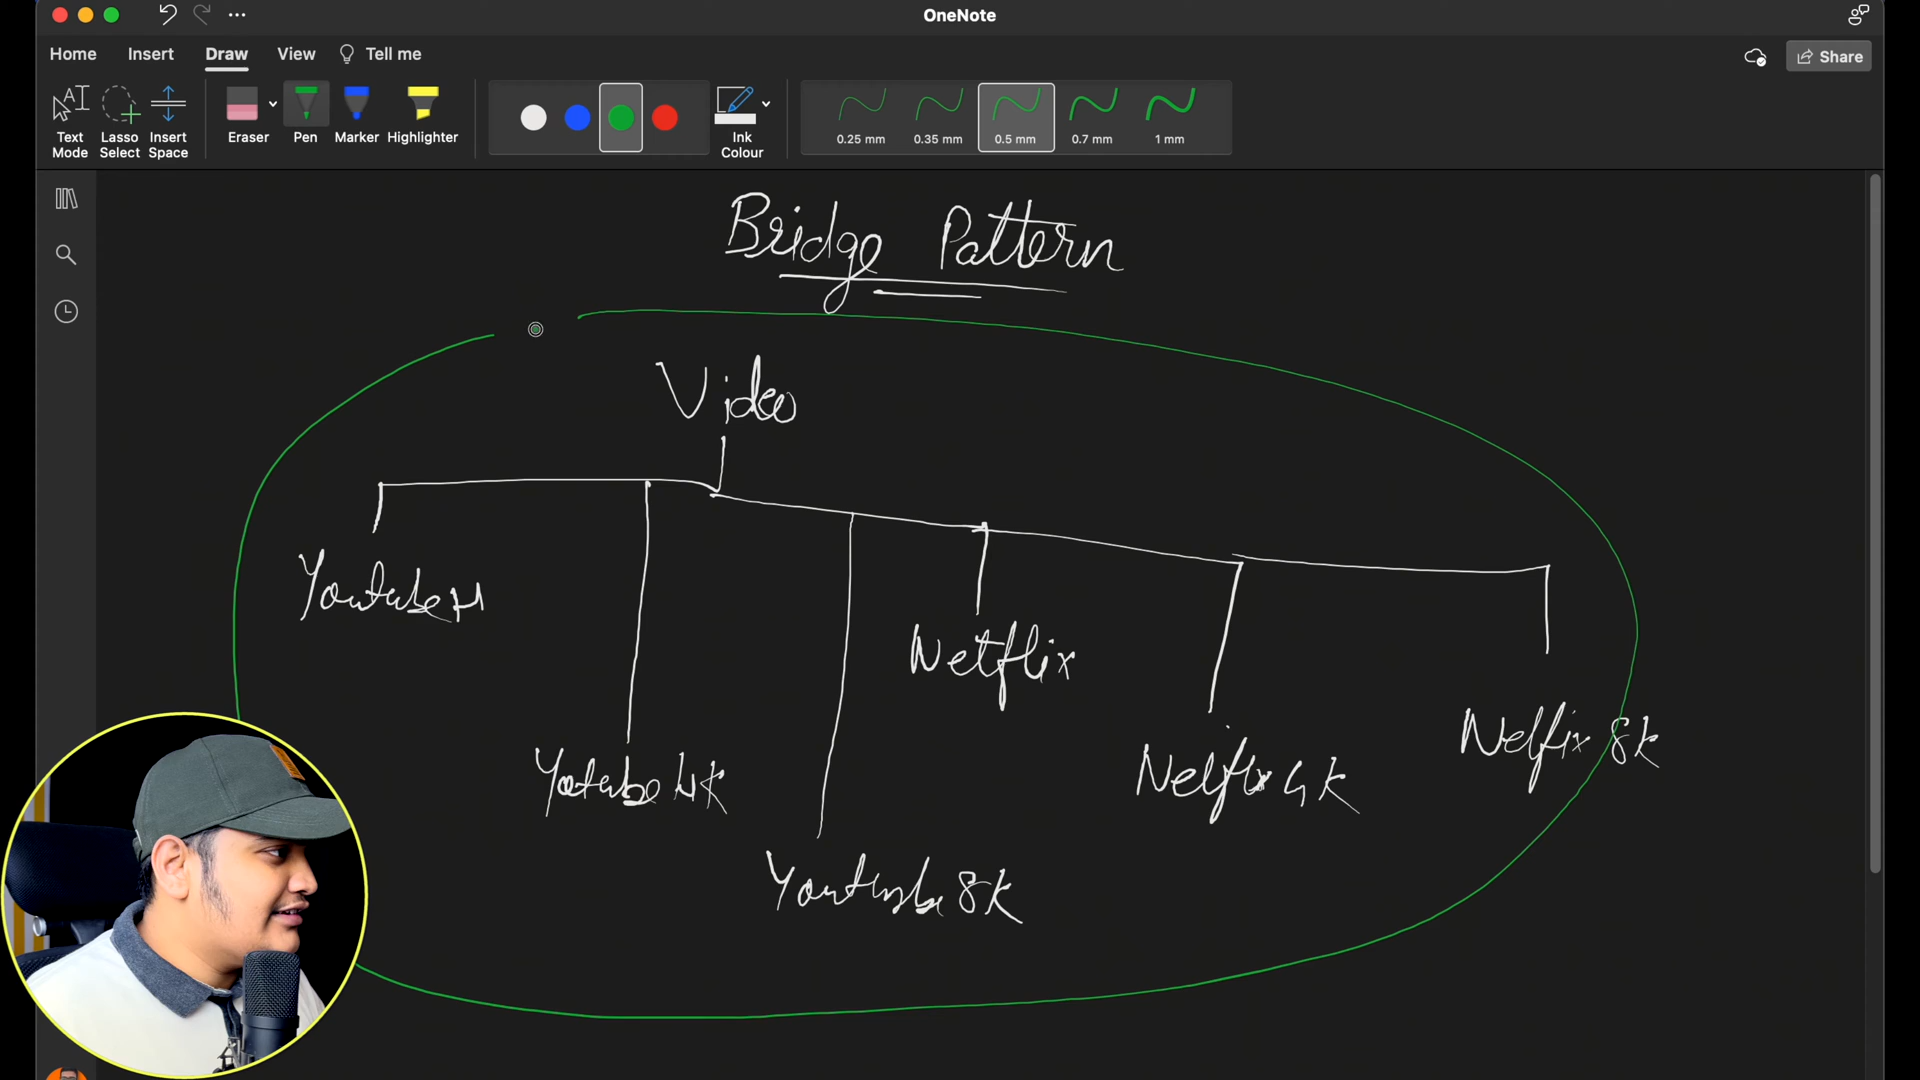 OneNote
Home Insert Draw View Tell me
Share
Text Mode
Lasso Select
Insert Space
Eraser
Pen
Marker
Highlighter
Ink Colour
0.25 mm
0.35 mm
0.5 mm
0.7 mm
1 mm
Bridge Pattern
Video
Youtube H
Netflix
Yotube 4k
Netflix 4k
Netflix 8k
Youtube 8k